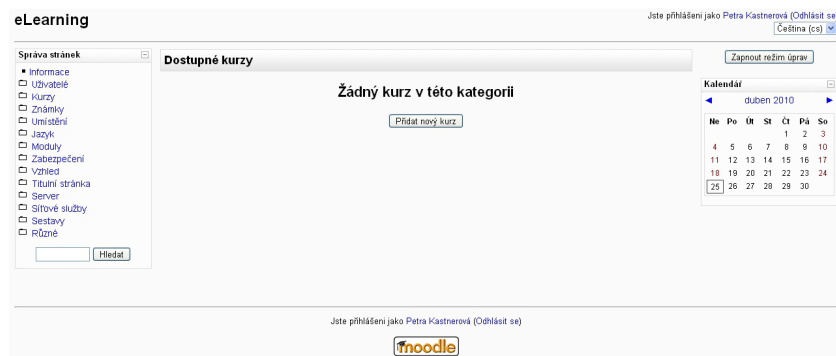 eLearning
Jste přihlášeni jako Petra Kastnerová (Odhlásit se
Čeština (cs)
Správa stránek
Informace
Uživatelé
Kurzy
Známky
Umístění
Jazyk
Moduly
Zabezpečení
Vzhled
Titulní stránka
Server
Síťové služby
Sestavy
Různé
Hledat
Dostupné kurzy
Žádný kurz v této kategorii
Přidat nový kurz
Zapnout režim úprav
Kalendář
duben 2010
Ne Po Út St Čt Pá So
1 2 3
4 5 6 7 8 9 10
11 12 13 14 15 16 17
18 19 20 21 22 23 24
25 26 27 28 29 30
Jste přihlášeni jako Petra Kastnerová (Odhlásit se)
moodle